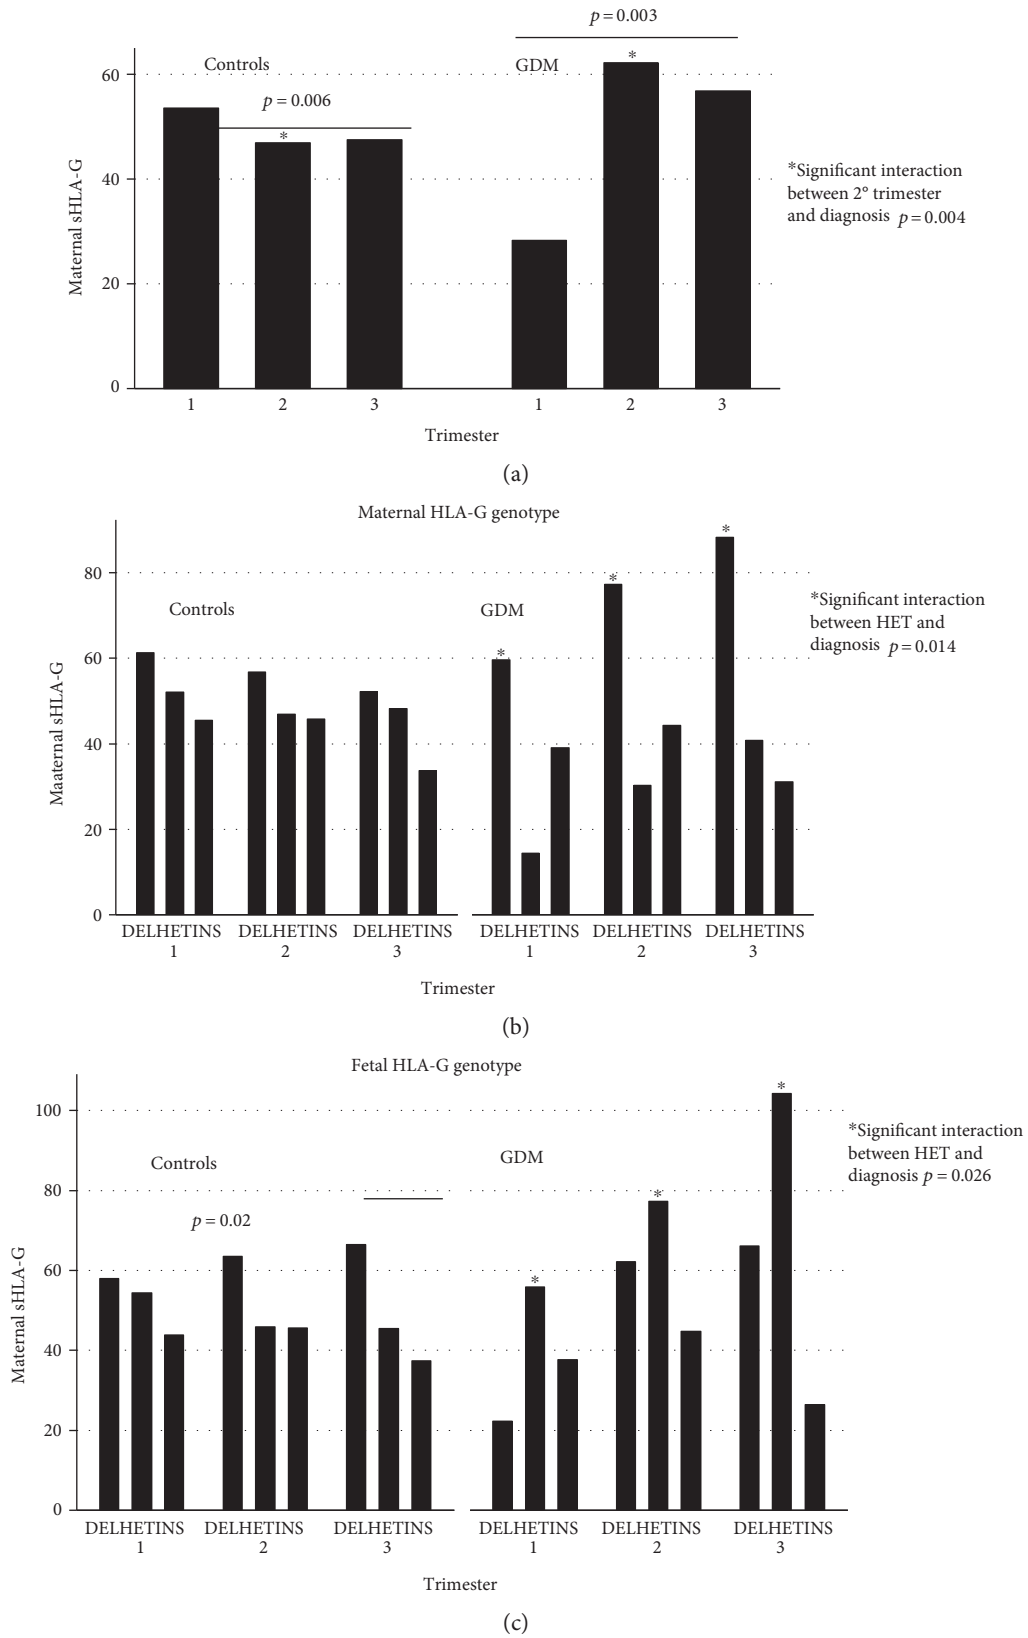 p = 0.003
Controls
GDM
p = 0.006
*
*
60
40
20
0
Maternal sHLA-G
*Significant interaction
between 2° trimester
and diagnosis p = 0.004
1 2 3 1 2 3
Trimester
(a)
Maternal HLA-G genotype
*
*
*
80
60
40
20
0
Controls
GDM
Maaternal sHLA-G
*Significant interaction
between HET and
diagnosis p = 0.014
DELHETINS DELHETINS DELHETINS DELHETINS DELHETINS DELHETINS
1 2 3 1 2 3
Trimester
(b)
Fetal HLA-G genotype
*
*
*
100
80
60
40
20
0
Controls
GDM
p = 0.02
Maternal sHLA-G
*Significant interaction
between HET and
diagnosis p = 0.026
DELHETINS DELHETINS DELHETINS DELHETINS DELHETINS DELHETINS
1 2 3 1 2 3
Trimester
(c)